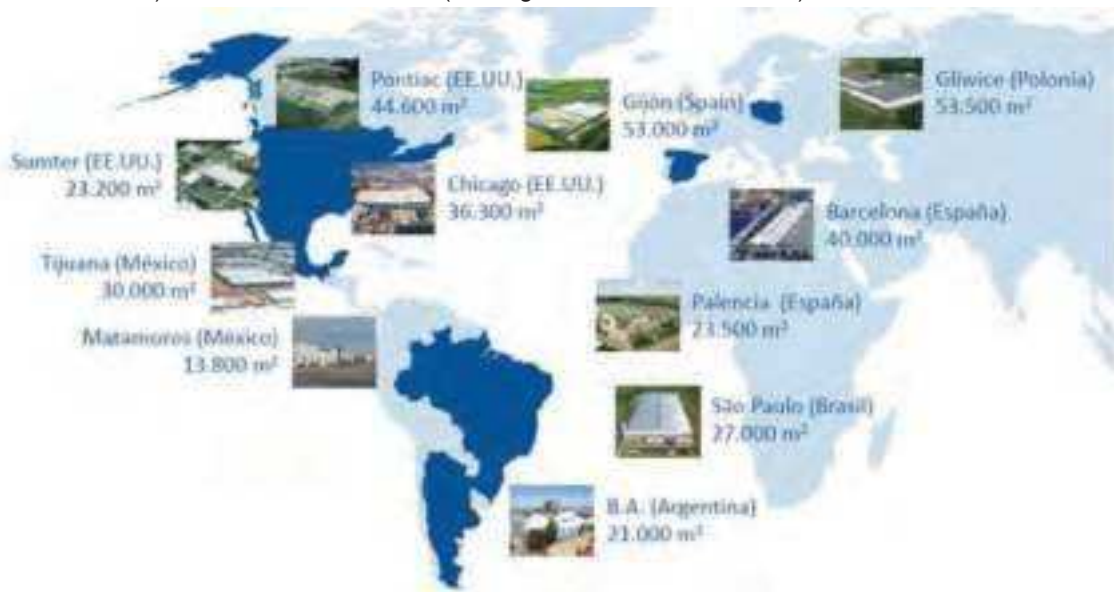 Pontiac (EE.UU.)
44.600 m²
Gijón (Spain)
53.000 m²
Gliwice (Polonia)
53.500 m²
Sumter (EE.UU.)
23.200 m²
Chicago (EE.UU.)
36.300 m²
Barcelona (España)
40.000 m²
Tijuana (México)
30.000 m²
Palencia (España)
23.500 m²
Matamoros (México)
13.800 m²
São Paulo (Brasil)
27.000 m²
B.A. (Argentina)
21.000 m²